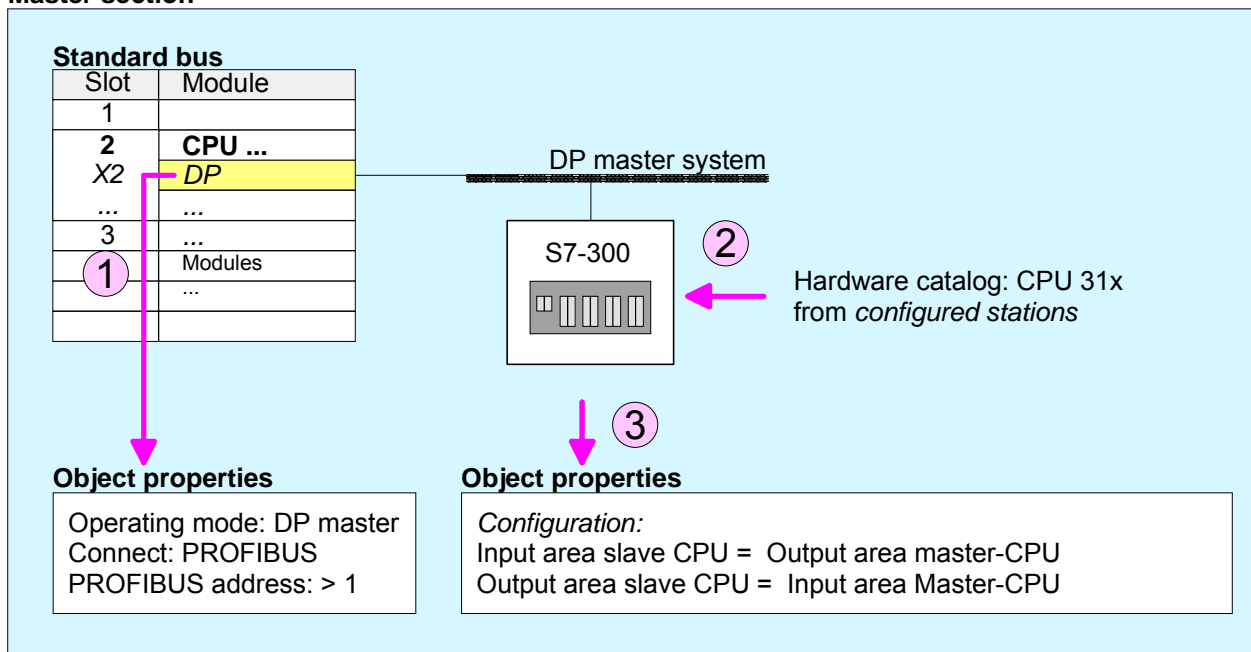 Master section
Standard bus
Slot Module
1
2 CPU ...
X2 DP
... ...
3 ...
Modules
...
1
DP master system
S7-300
2
Hardware catalog: CPU 31x
from configured stations
3
Object properties
Operating mode: DP master
Connect: PROFIBUS
PROFIBUS address: > 1
Object properties
Configuration:
Input area slave CPU = Output area master-CPU
Output area slave CPU = Input area Master-CPU